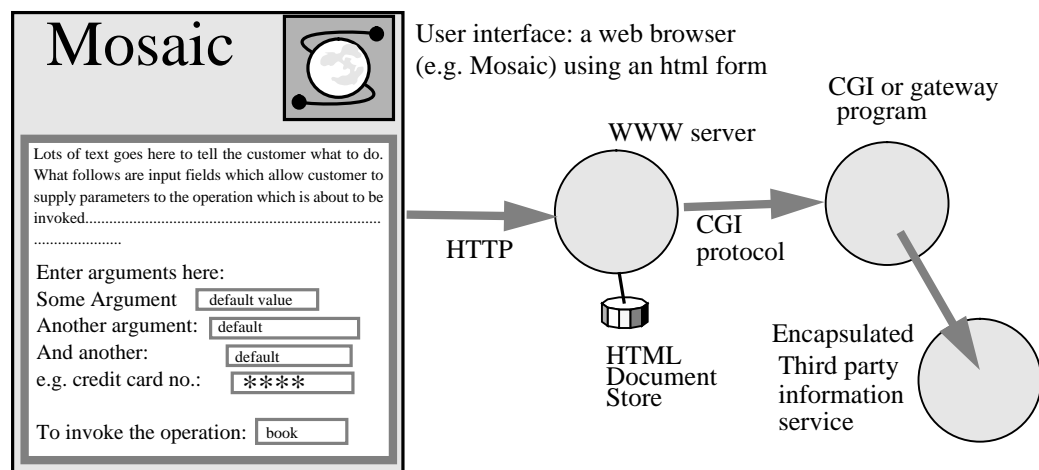 Mosaic
User interface: a web browser
(e.g. Mosaic) using an html form
Lots of text goes here to tell the customer what to do.
What follows are input fields which allow customer to
supply parameters to the operation which is about to be
invoked...........................................................................
......................
Enter arguments here:
Some Argument default value
Another argument: default
And another: default
e.g. credit card no.: ****
To invoke the operation: book
HTTP
WWW server
CGI
protocol
HTML
Document
Store
CGI or gateway
program
Encapsulated
Third party
information
service